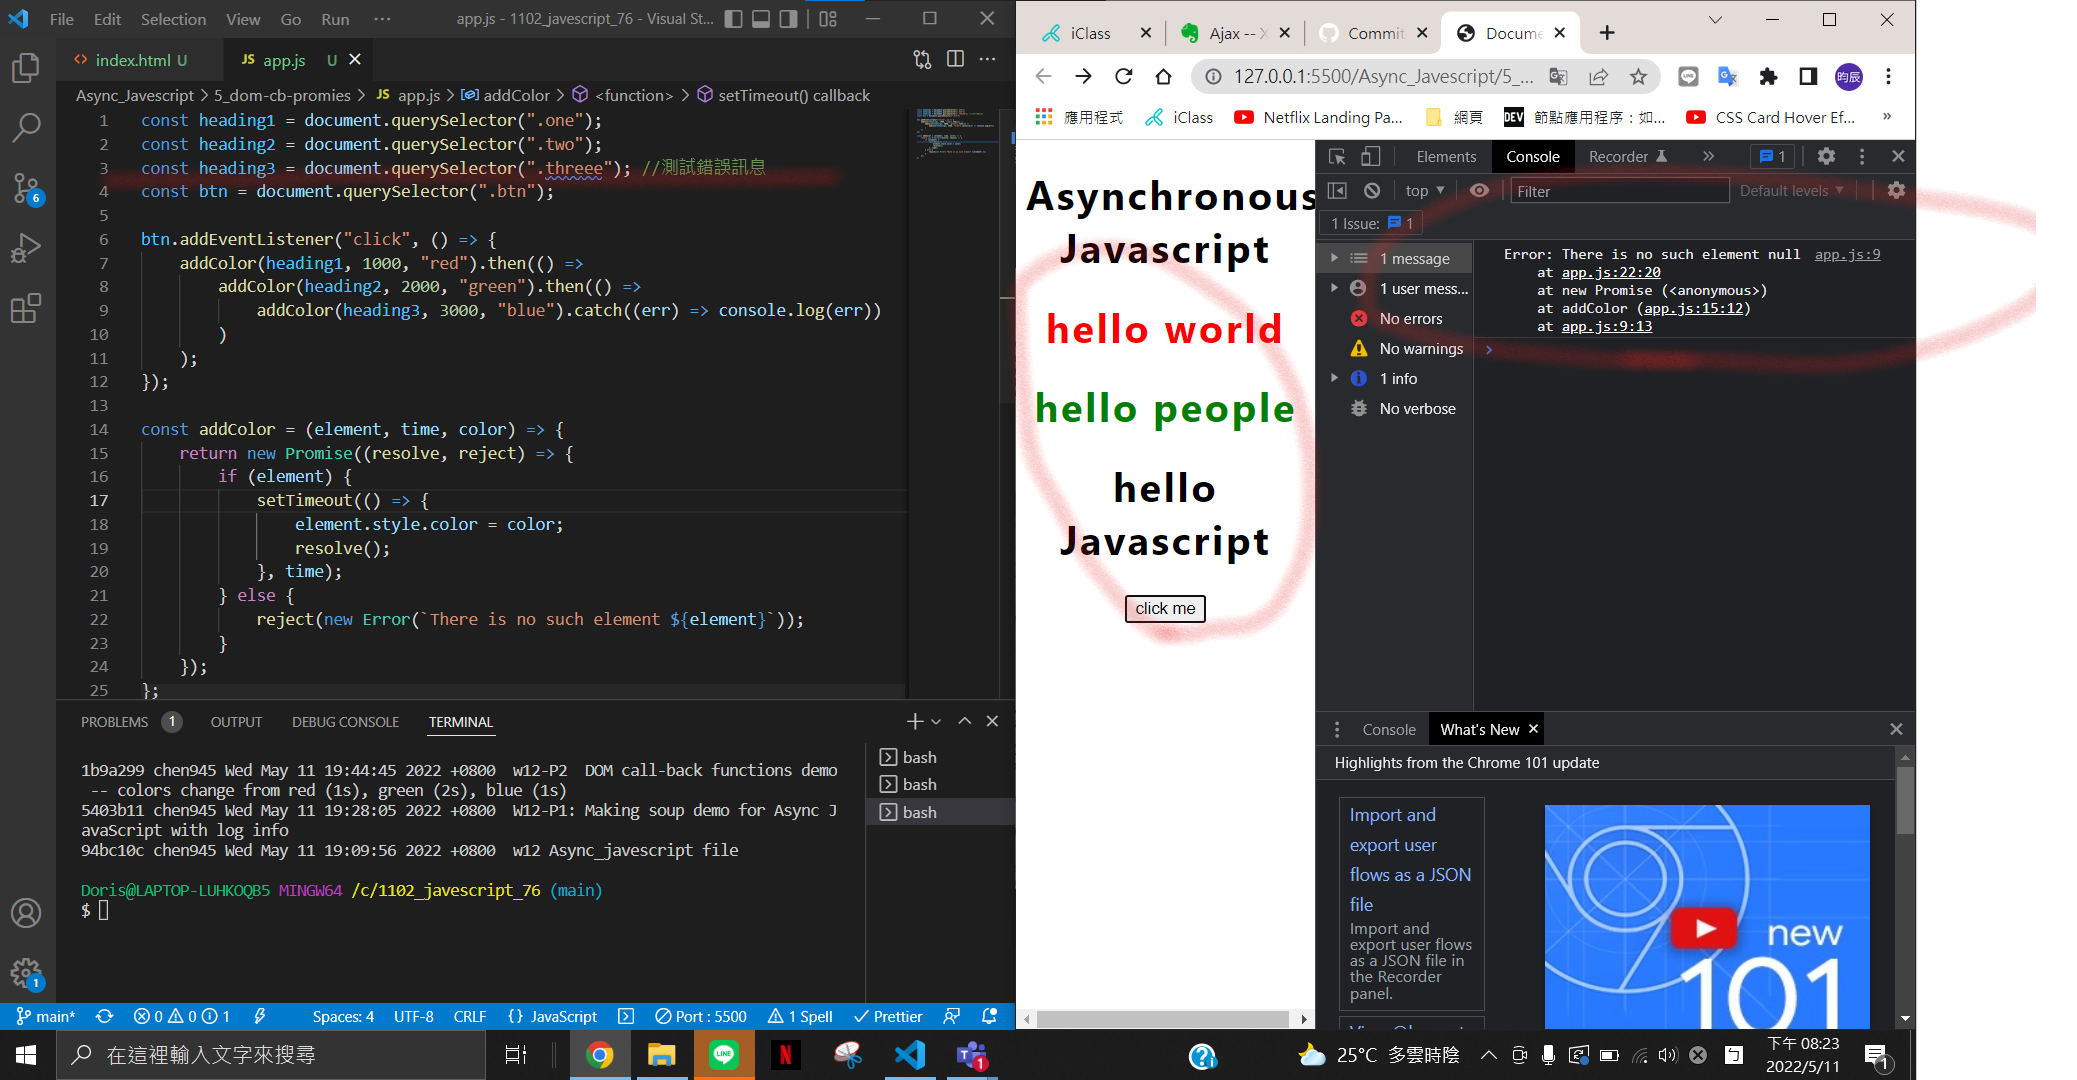 File Edit Selection View Go Run ··· app.js - 1102_javescript_76 - Visual St...
index.html U
JS app.js U
Async_Javescript > 5_dom-cb-promies > JS app.js > addColor > <function> > setTimeout() callback
1 const heading1 = document.querySelector(".one");
2 const heading2 = document.querySelector(".two");
3 const heading3 = document.querySelector(".threee"); //測試錯誤訊息
4 const btn = document.querySelector(".btn");
5
6 btn.addEventListener("click", () => {
7 addColor(heading1, 1000, "red").then(() =>
8 addColor(heading2, 2000, "green").then(() =>
9 addColor(heading3, 3000, "blue").catch((err) => console.log(err))
10 )
11 );
12 });
13
14 const addColor = (element, time, color) => {
15 return new Promise((resolve, reject) => {
16 if (element) {
17 setTimeout(() => {
18 element.style.color = color;
19 resolve();
20 }, time);
21 } else {
22 reject(new Error(`There is no such element ${element}`));
23 }
24 });
25 };
6
1
PROBLEMS 1 OUTPUT DEBUG CONSOLE TERMINAL
1b9a299 chen945 Wed May 11 19:44:45 2022 +0800 w12-P2 DOM call-back functions demo
-- colors change from red (1s), green (2s), blue (1s)
5403b11 chen945 Wed May 11 19:28:05 2022 +0800 W12-P1: Making soup demo for Async J
avaScript with log info
94bc10c chen945 Wed May 11 19:09:56 2022 +0800 w12 Async_javescript file
Doris@LAPTOP-LUHKOQB5 MINGW64 /c/1102_javescript_76 (main)
$
bash
bash
bash
main* 0 0 1 Spaces: 4 UTF-8 CRLF {} JavaScript Port : 5500 1 Spell Prettier
iClass Ajax -- Commit Docume
127.0.0.1:5500/Async_Javescript/5_... 昀辰
應用程式 iClass Netflix Landing Pa... 網頁 DEV 節點應用程序：如... CSS Card Hover Ef... »
Asynchronous
Javascript
hello world
hello people
hello
Javascript
click me
Elements Console Recorder » 1
top Filter Default levels
1 Issue: 1
1 message
1 user mess...
No errors
No warnings
1 info
No verbose
Error: There is no such element null app.js:9
at app.js:22:20
at new Promise (<anonymous>)
at addColor (app.js:15:12)
at app.js:9:13
Console What's New
Highlights from the Chrome 101 update
Import and
export user
flows as a JSON
file
Import and
export user flows
as a JSON file in
the Recorder
panel.
new
101
在這裡輸入文字來搜尋
LINE
N
1
25°C 多雲時陰
下午 08:23
2022/5/11
1